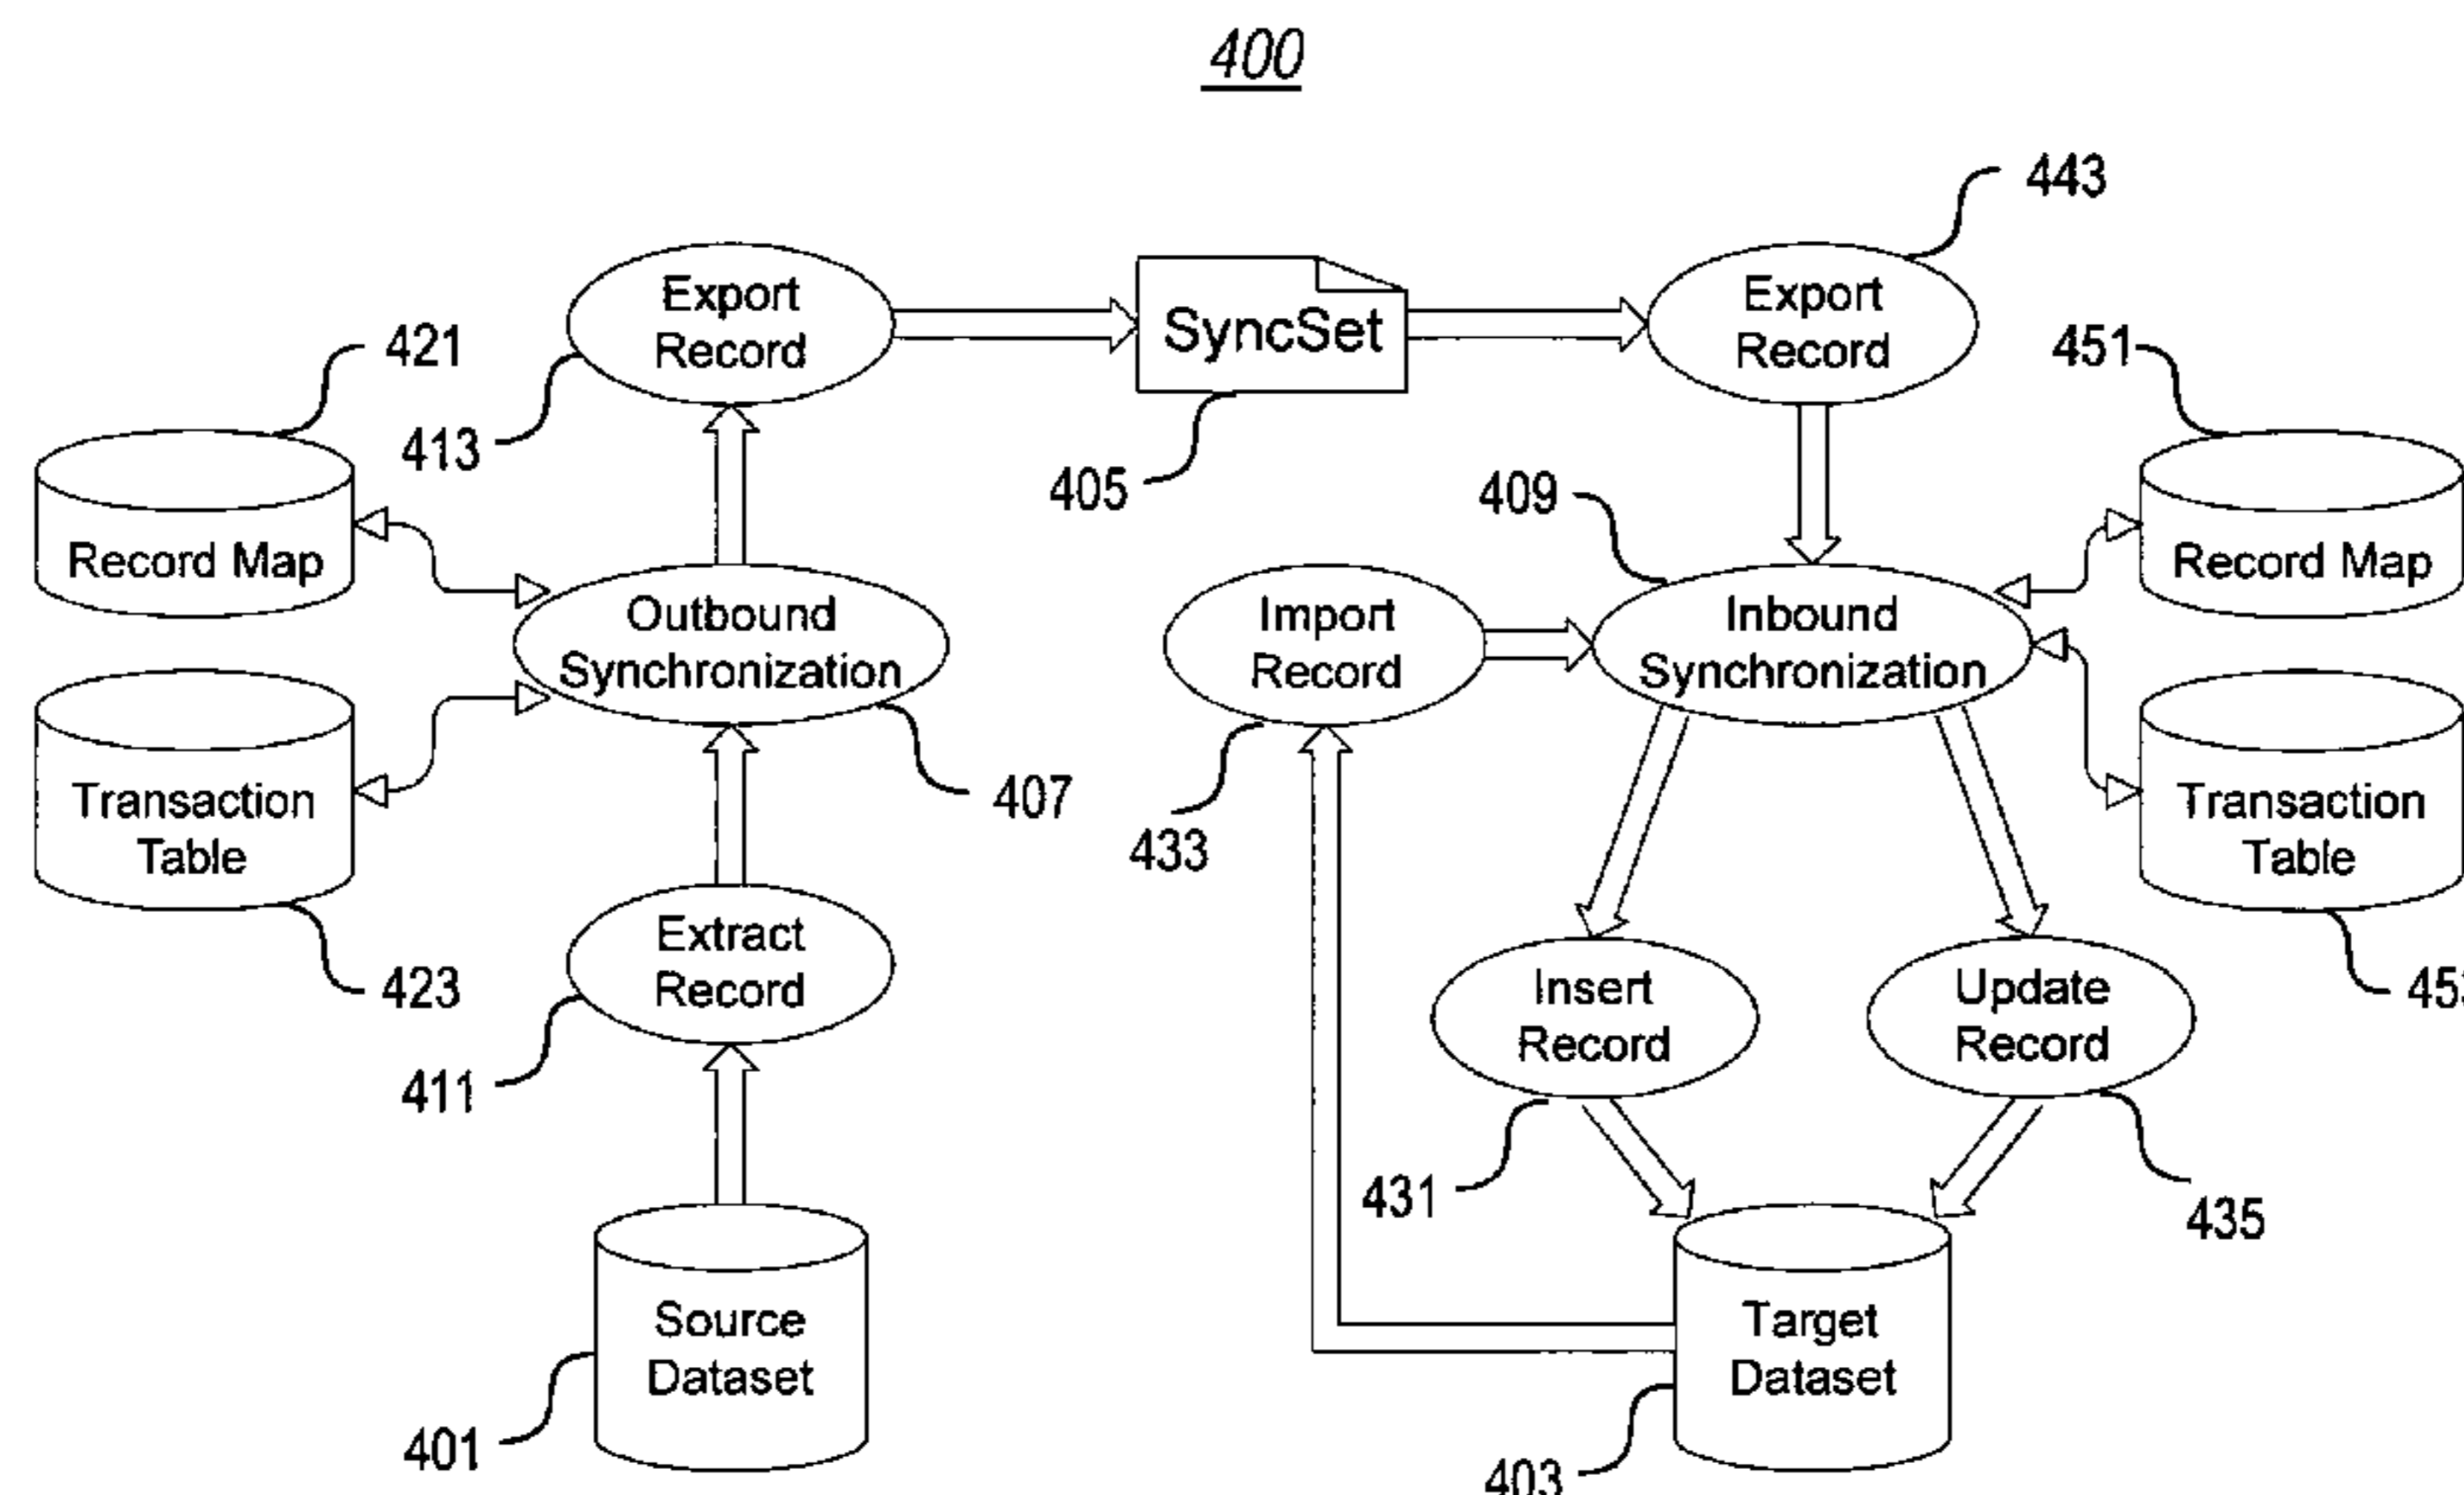 400
443
Export
Record
SyncSet
Export
Record
421
451
413
405
409
Record Map
Record Map
Outbound
Synchronization
Import
Record
Inbound
Synchronization
Transaction
Table
407
433
Transaction
Table
423
Extract
Record
Insert
Record
Update
Record
411
431
435
Source
Dataset
Target
Dataset
401
403